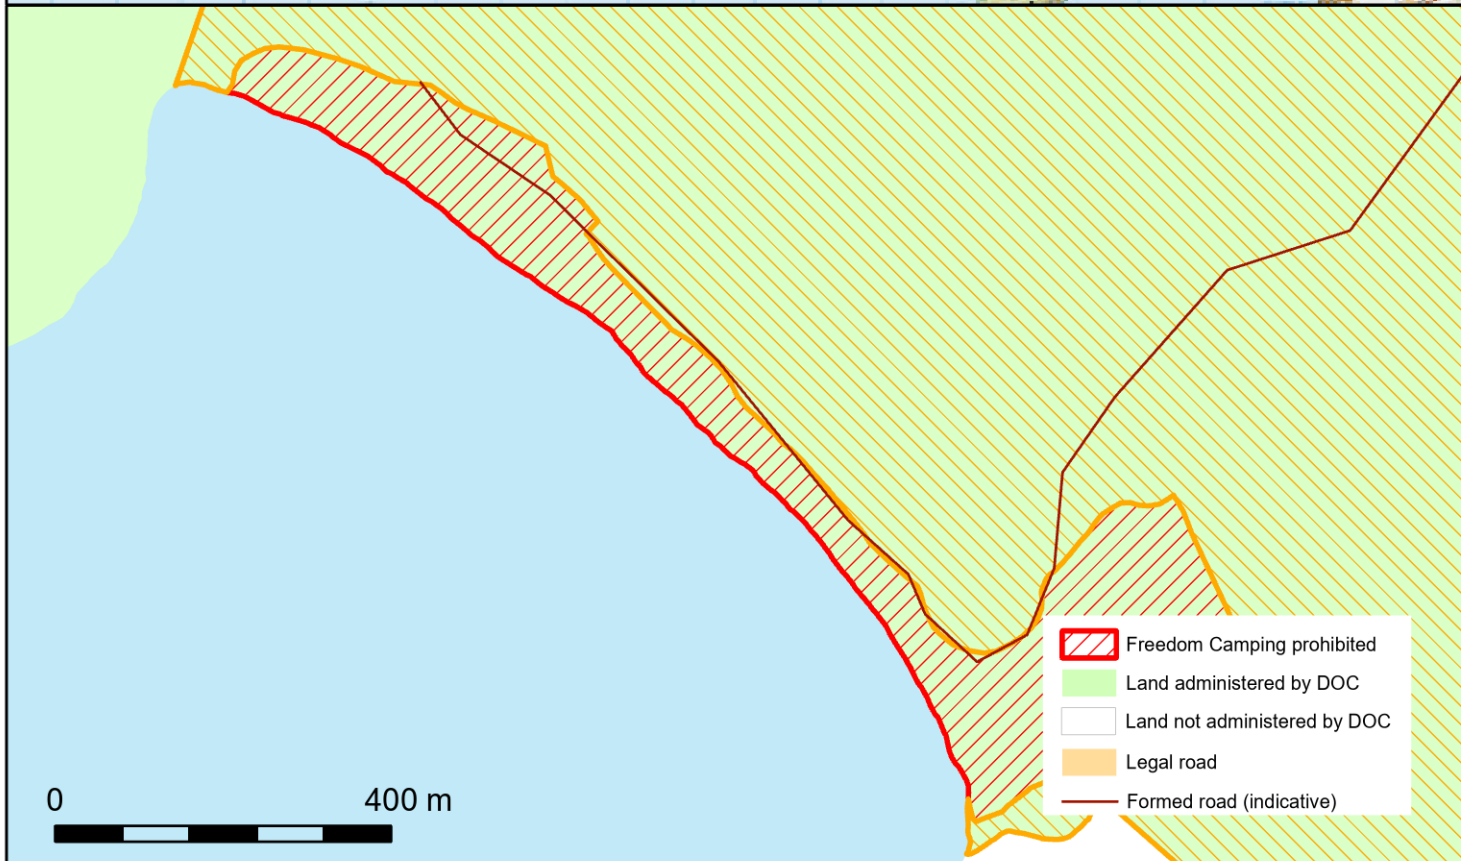 Freedom Camping prohibited
Land administered by DOC
Land not administered by DOC
Legal road
Formed road (indicative)
0 400 m